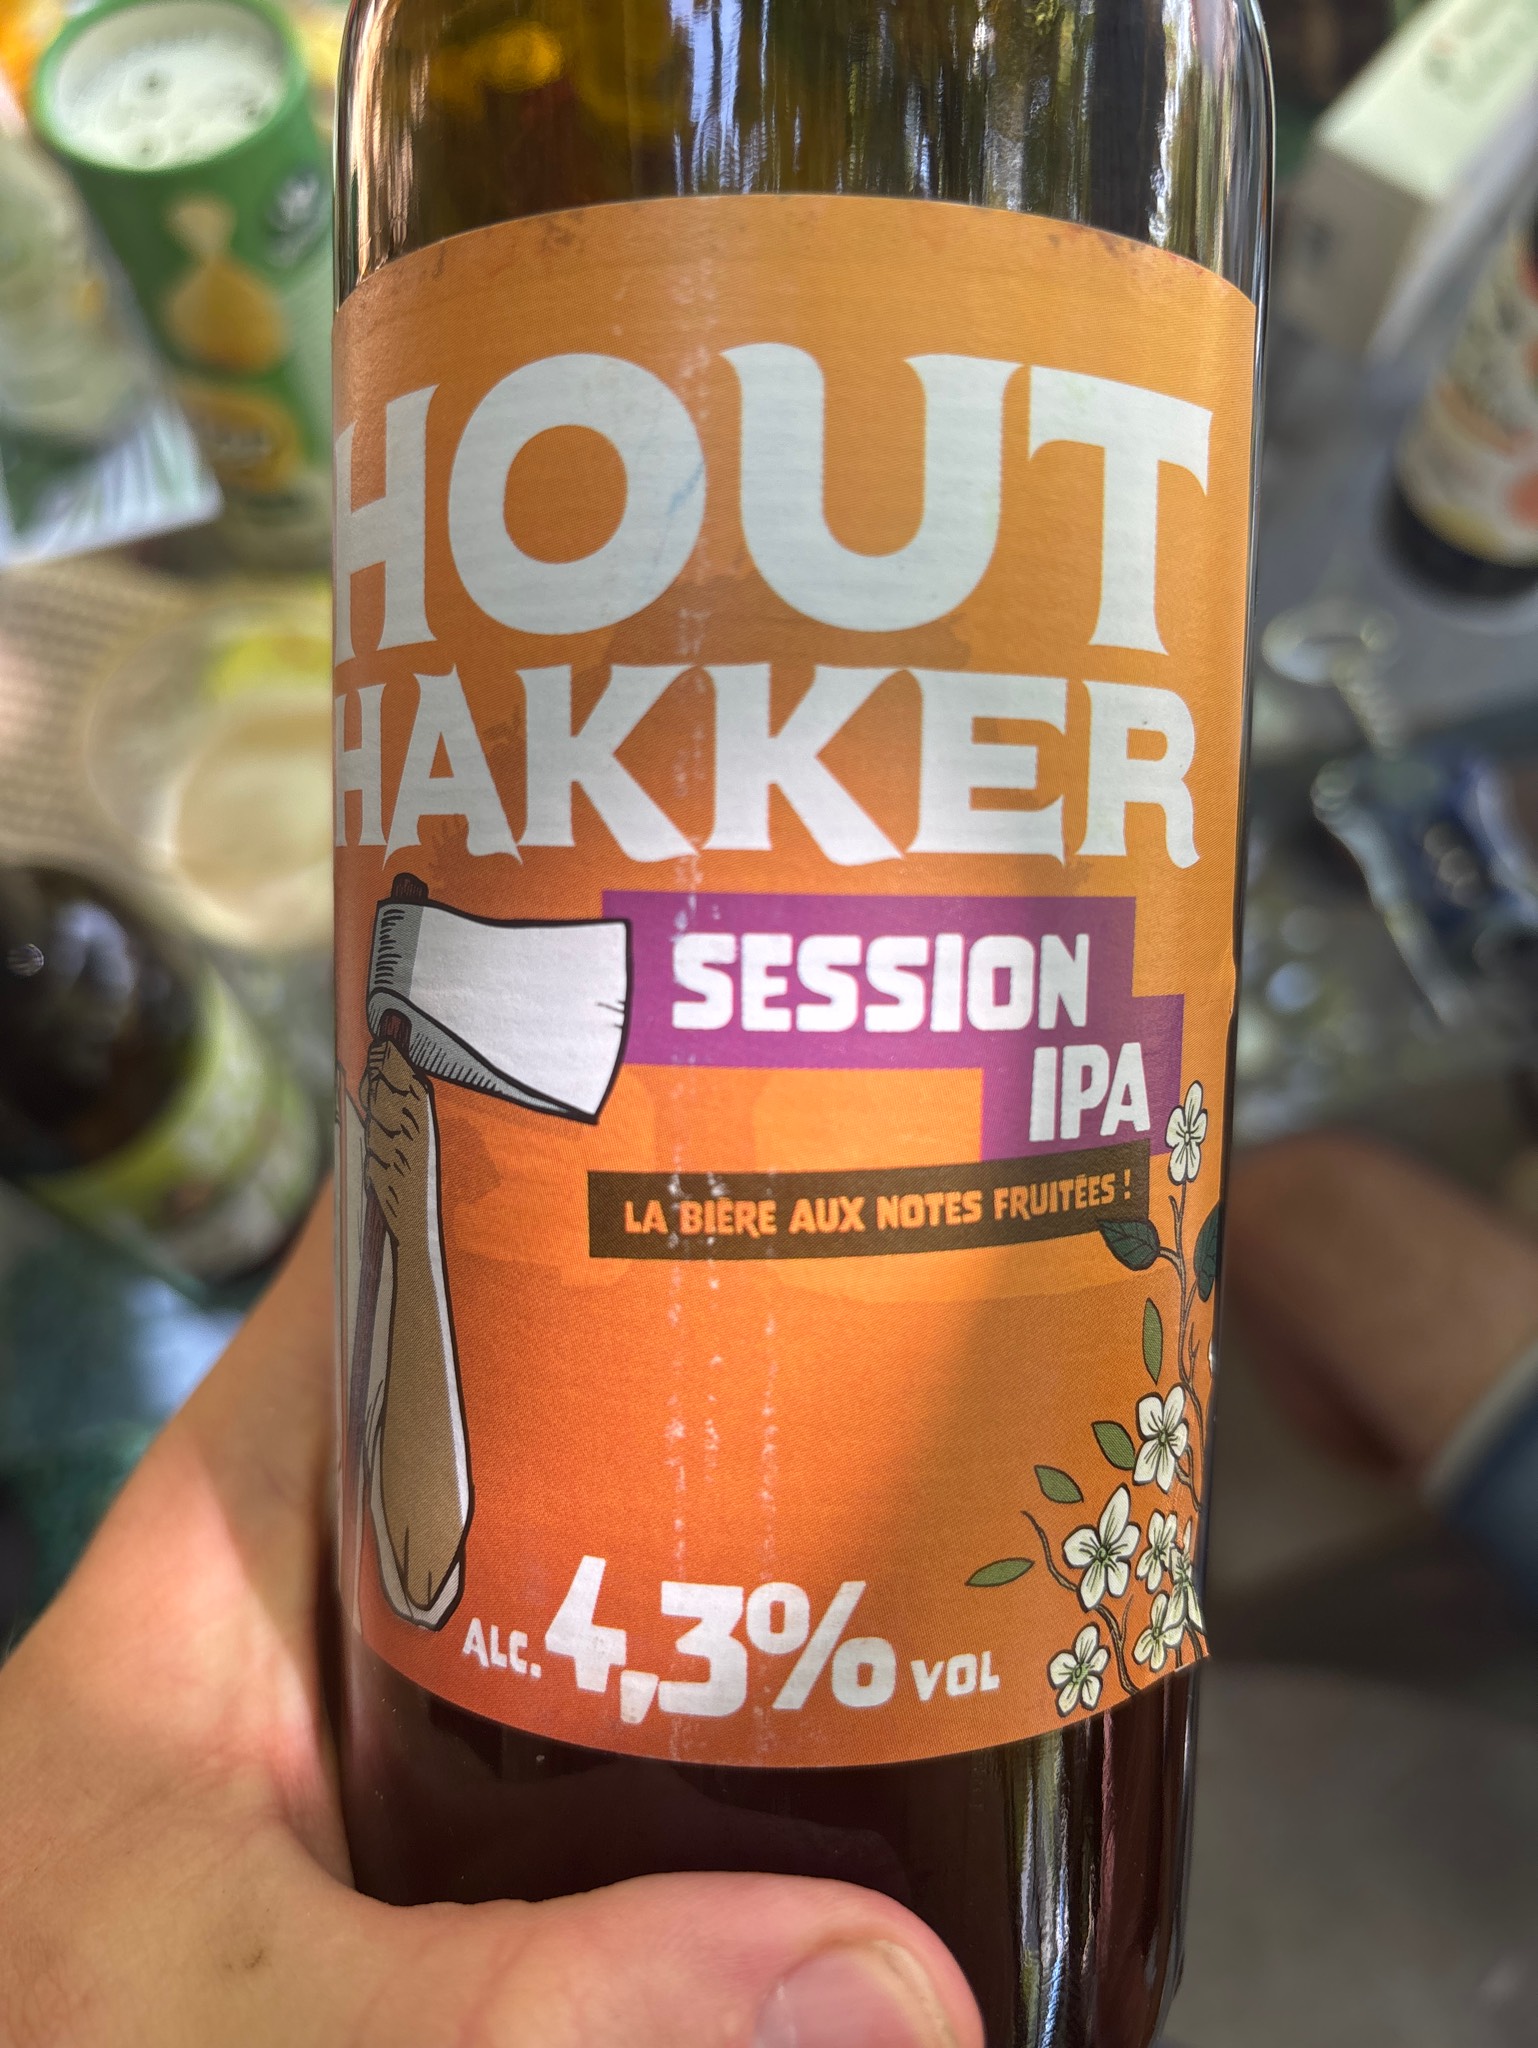 HOUT
HAKKER
SESSION
IPA
LA BIÈRE AUX NOTES FRUITÉES !
ALC. 4,3% VOL